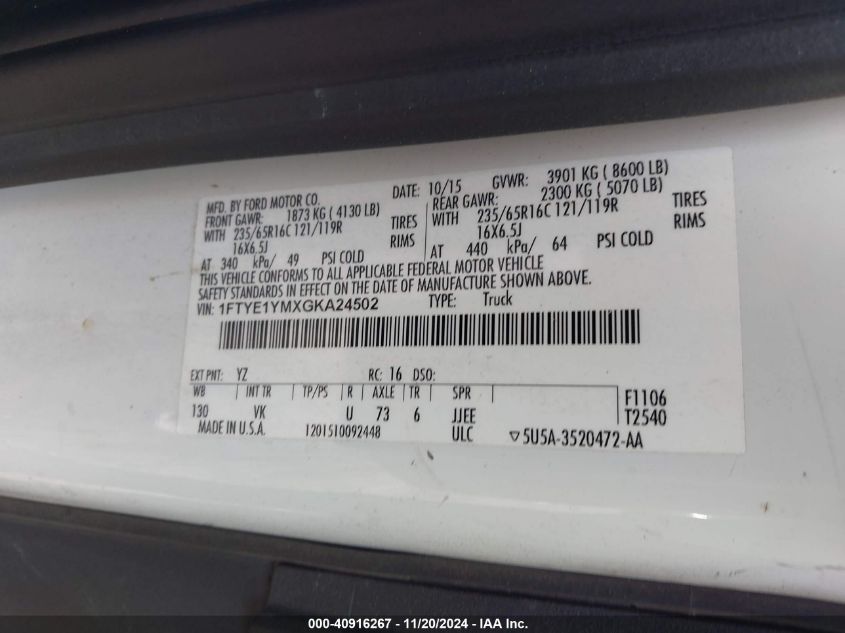 MFD. BY FORD MOTOR CO. DATE: 10/15 GVWR: 3901 KG ( 8600 LB)
FRONT GAWR: 1873 KG ( 4130 LB) REAR GAWR: 2300 KG ( 5070 LB)
WITH 235/65R16C 121/119R TIRES WITH 235/65R16C 121/119R TIRES
16X6.5J RIMS 16X6.5J RIMS
AT 340 kPa/ 49 PSI COLD AT 440 kPa/ 64 PSI COLD
THIS VEHICLE CONFORMS TO ALL APPLICABLE FEDERAL MOTOR VEHICLE
SAFETY STANDARDS IN EFFECT ON THE DATE OF MANUFACTURE SHOWN ABOVE.
VIN: 1FTYE1YMXGKA24502 TYPE: Truck
EXT PNT: YZ RC: 16 DSO:
WB INT TR TP/PS R AXLE TR SPR F1106
130 VK U 73 6 JJEE T2540
MADE IN U.S.A. 1201510092448 ULC ▽5U5A-3520472-AA
000-40916267 - 11/20/2024 - IAA Inc.